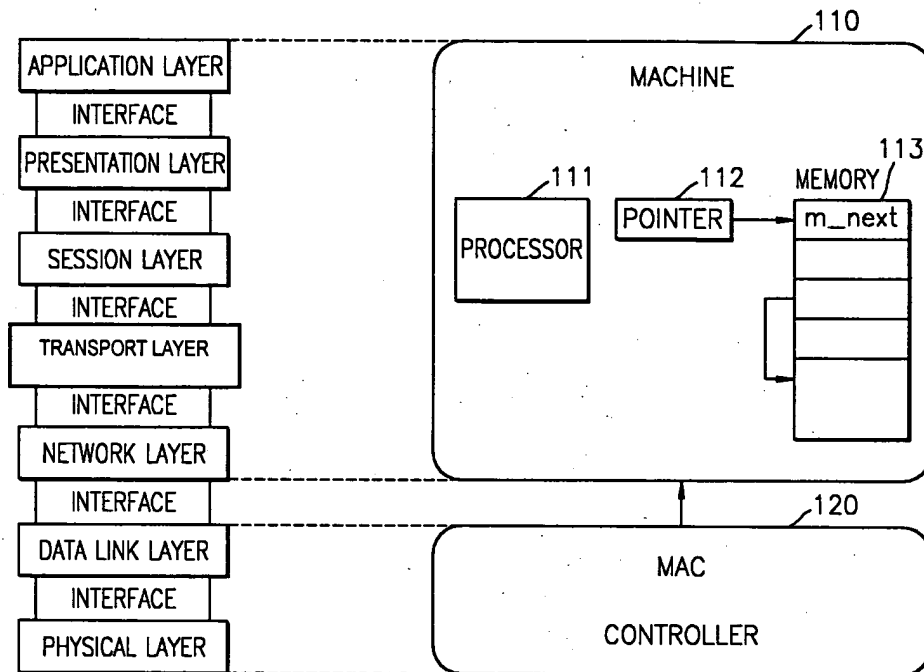 APPLICATION LAYER
INTERFACE
PRESENTATION LAYER
INTERFACE
SESSION LAYER
INTERFACE
TRANSPORT LAYER
INTERFACE
NETWORK LAYER
INTERFACE
DATA LINK LAYER
INTERFACE
PHYSICAL LAYER
110
MACHINE
111
PROCESSOR
112
POINTER
113
MEMORY
m_next
120
MAC
CONTROLLER